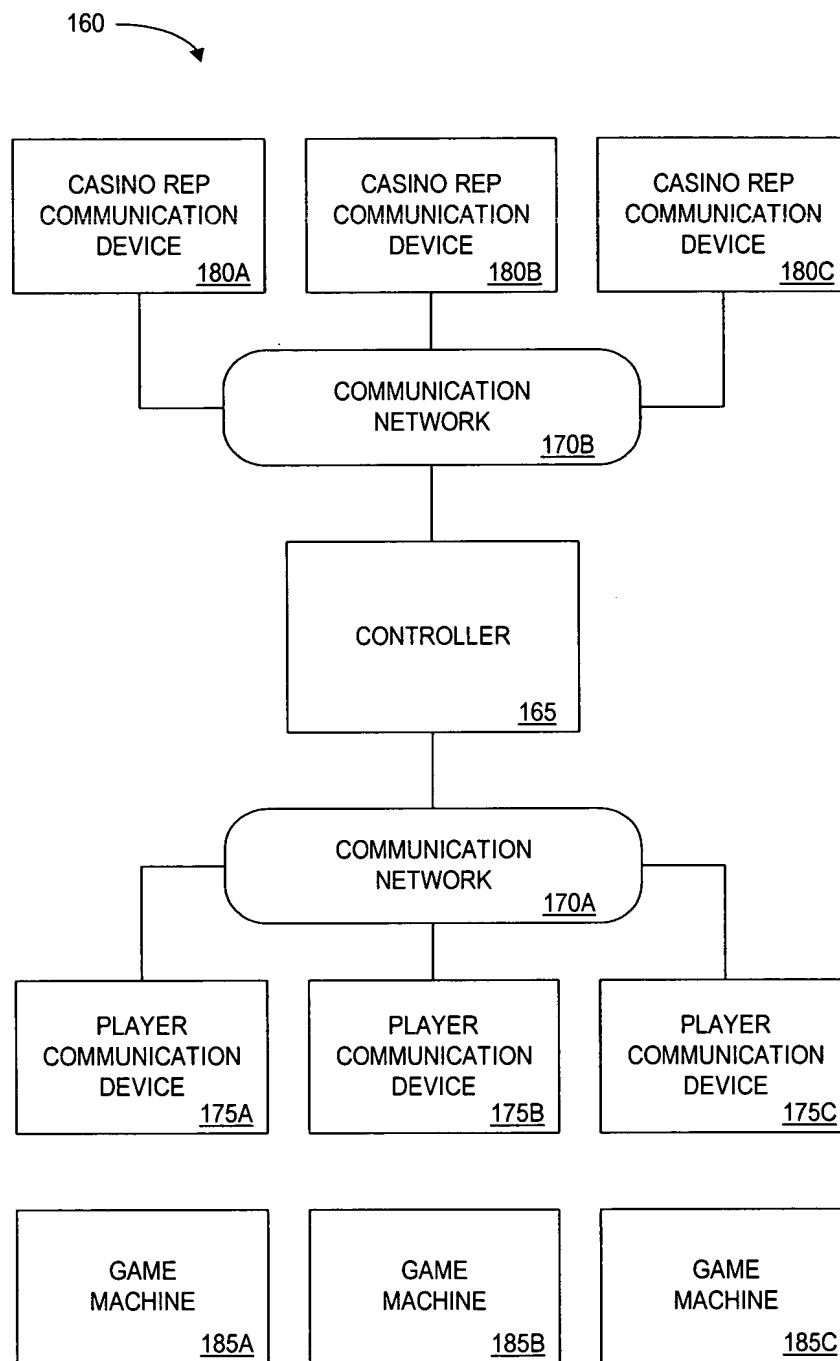 160
CASINO REP
COMMUNICATION
DEVICE
180A
CASINO REP
COMMUNICATION
DEVICE
180B
CASINO REP
COMMUNICATION
DEVICE
180C
COMMUNICATION
NETWORK
170B
CONTROLLER
165
COMMUNICATION
NETWORK
170A
PLAYER
COMMUNICATION
DEVICE
175A
PLAYER
COMMUNICATION
DEVICE
175B
PLAYER
COMMUNICATION
DEVICE
175C
GAME
MACHINE
185A
GAME
MACHINE
185B
GAME
MACHINE
185C